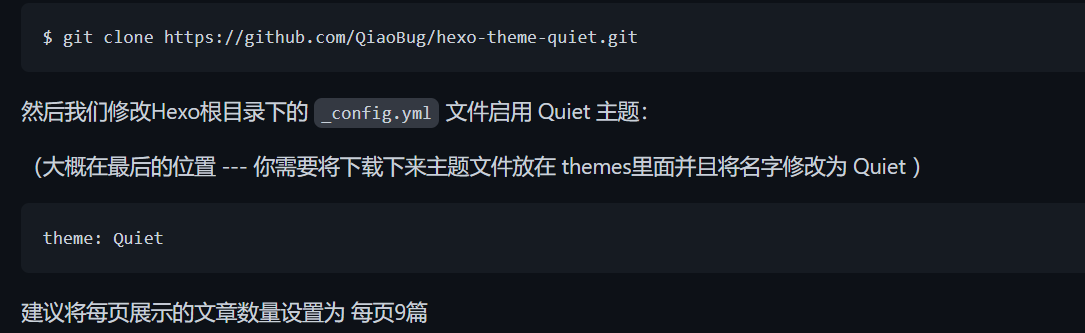 $ git clone https://github.com/QiaoBug/hexo-theme-quiet.git
然后我们修改Hexo根目录下的 _config.yml 文件启用 Quiet 主题：
（大概在最后的位置 --- 你需要将下载下来主题文件放在 themes里面并且将名字修改为 Quiet ）
theme: Quiet
建议将每页展示的文章数量设置为 每页9篇